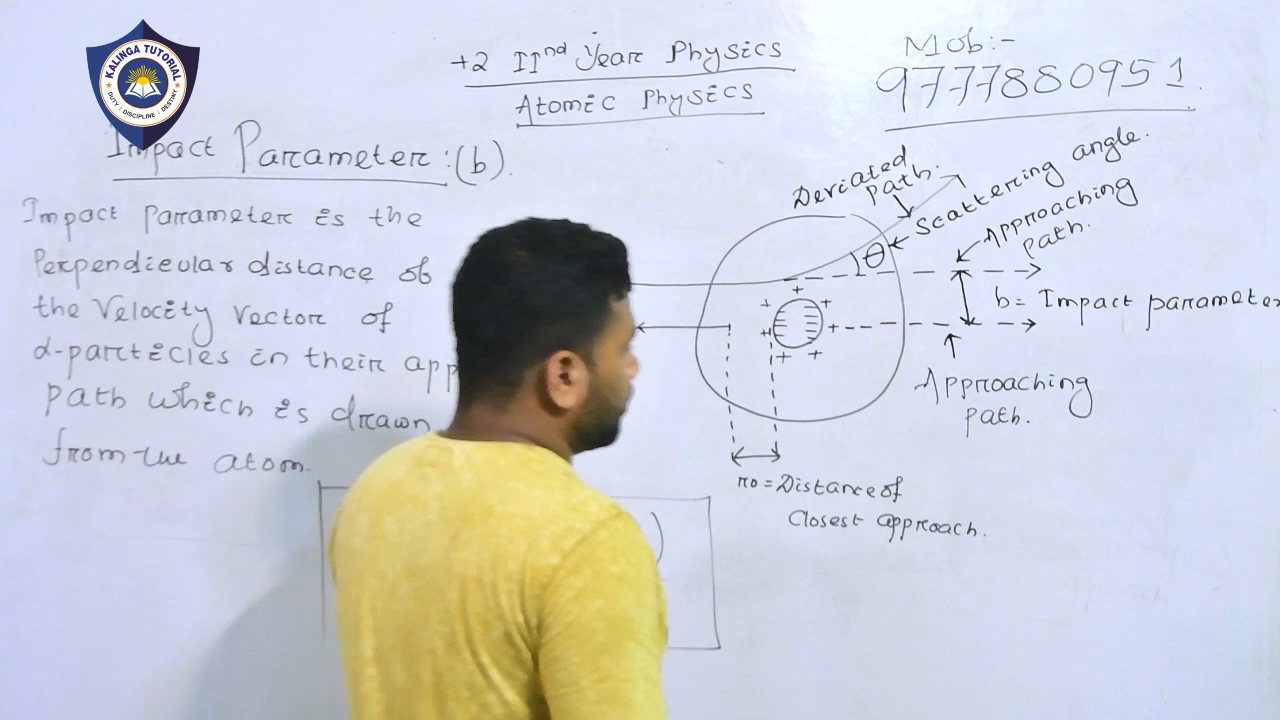 KALINGA TUTORIAL
DUTY | DISCIPLINE | DESTINY
+2 IInd Year Physics
Atomic Physics
Mob:-
9777880951
Impact Parameter:(b).
Impact parameter is the
Perpendicular distance of
the velocity vector of
α-particles in their app
path which is drawn
from the atom.
Deviated
path.
Scattering angle.
Approaching
path.
θ
b= Impact parameter
+ + + + + + +
Approaching
path.
r0 = Distance of
Closest approach.
)